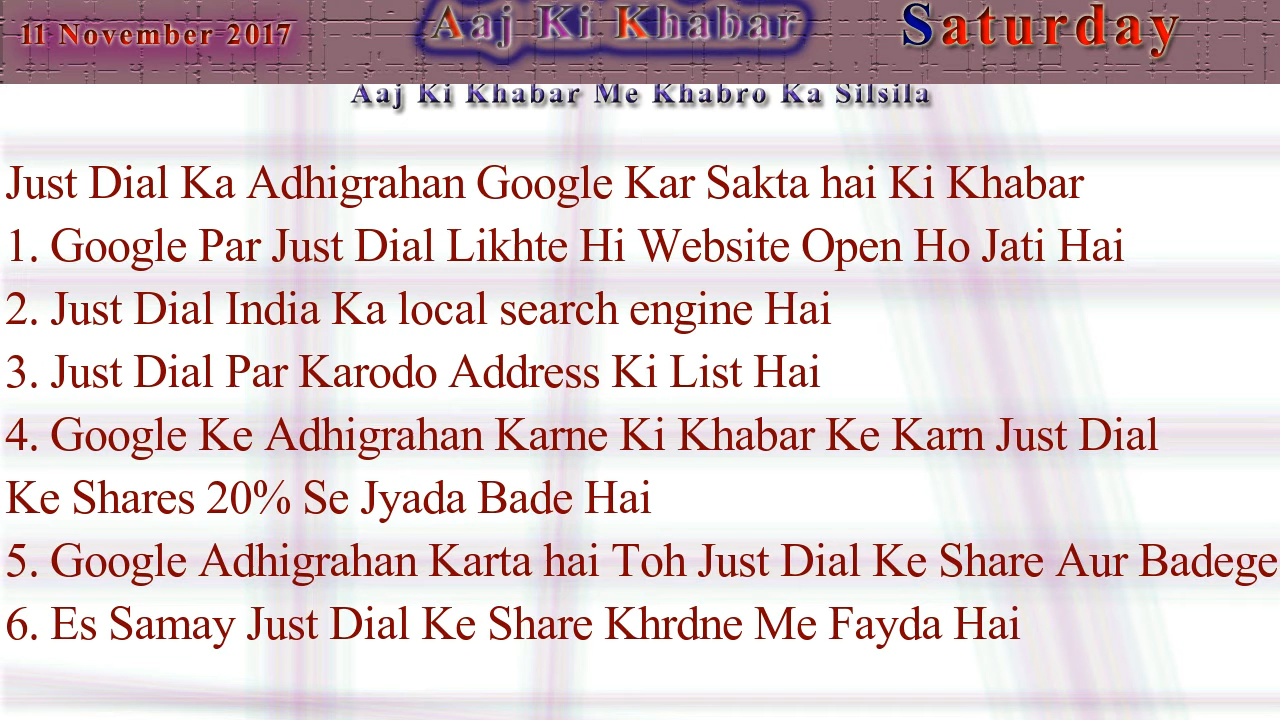 11 November 2017
Aaj Ki Khabar
Saturday
Aaj Ki Khabar Me Khabro Ka Silsila
Just Dial Ka Adhigrahan Google Kar Sakta hai Ki Khabar
1. Google Par Just Dial Likhte Hi Website Open Ho Jati Hai
2. Just Dial India Ka local search engine Hai
3. Just Dial Par Karodo Address Ki List Hai
4. Google Ke Adhigrahan Karne Ki Khabar Ke Karn Just Dial
Ke Shares 20% Se Jyada Bade Hai
5. Google Adhigrahan Karta hai Toh Just Dial Ke Share Aur Badege
6. Es Samay Just Dial Ke Share Khrdne Me Fayda Hai